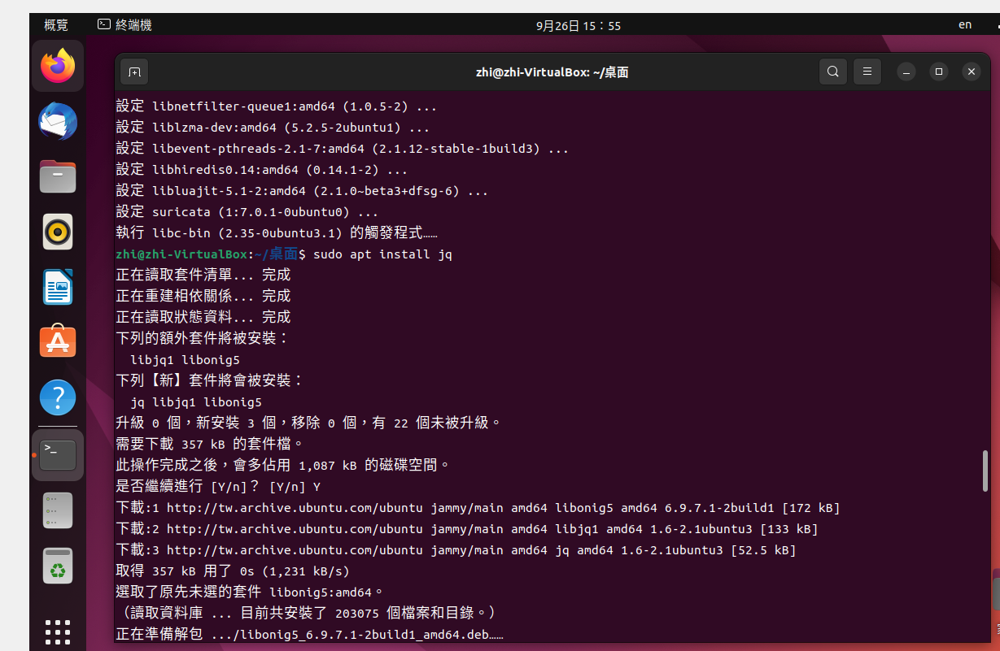 概覽
終端機
9月26日 15：55
en
zhi@zhi-VirtualBox: ~/桌面
設定 libnetfilter-queue1:amd64 (1.0.5-2) ...
設定 liblzma-dev:amd64 (5.2.5-2ubuntu1) ...
設定 libevent-pthreads-2.1-7:amd64 (2.1.12-stable-1build3) ...
設定 libhiredis0.14:amd64 (0.14.1-2) ...
設定 libluajit-5.1-2:amd64 (2.1.0~beta3+dfsg-6) ...
設定 suricata (1:7.0.1-0ubuntu0) ...
執行 libc-bin (2.35-0ubuntu3.1) 的觸發程式……
zhi@zhi-VirtualBox:~/桌面$ sudo apt install jq
正在讀取套件清單... 完成
正在重建相依關係... 完成
正在讀取狀態資料... 完成
下列的額外套件將被安裝：
libjq1 libonig5
下列【新】套件將會被安裝：
jq libjq1 libonig5
升級 0 個，新安裝 3 個，移除 0 個，有 22 個未被升級。
需要下載 357 kB 的套件檔。
此操作完成之後，會多佔用 1,087 kB 的磁碟空間。
是否繼續進行 [Y/n]？ [Y/n] Y
下載:1 http://tw.archive.ubuntu.com/ubuntu jammy/main amd64 libonig5 amd64 6.9.7.1-2build1 [172 kB]
下載:2 http://tw.archive.ubuntu.com/ubuntu jammy/main amd64 libjq1 amd64 1.6-2.1ubuntu3 [133 kB]
下載:3 http://tw.archive.ubuntu.com/ubuntu jammy/main amd64 jq amd64 1.6-2.1ubuntu3 [52.5 kB]
取得 357 kB 用了 0s (1,231 kB/s)
選取了原先未選的套件 libonig5:amd64。
（讀取資料庫 ... 目前共安裝了 203075 個檔案和目錄。）
正在準備解包 .../libonig5_6.9.7.1-2build1_amd64.deb……